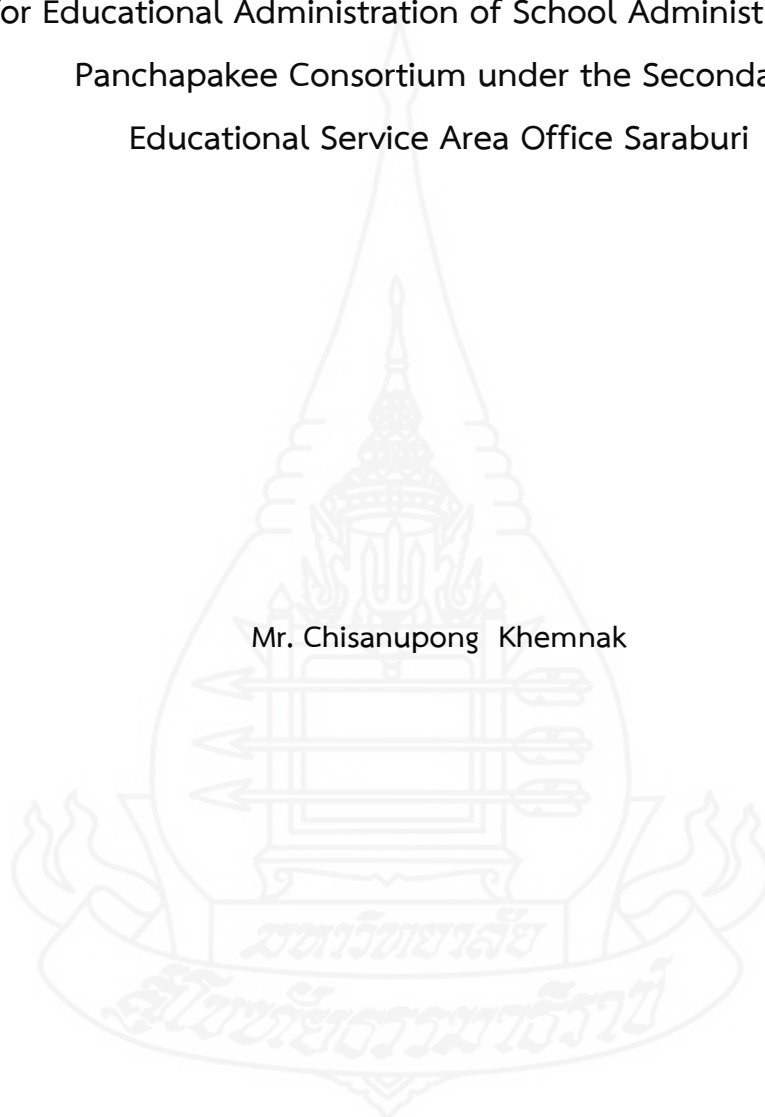 or Educational Administration of School Administ
Panchapakee Consortium under the Seconda
Educational Service Area Office Saraburi
Mr. Chisanupong Khemnak
มหาวิทยาลัย
สุโขทัยธรรมาธิราช